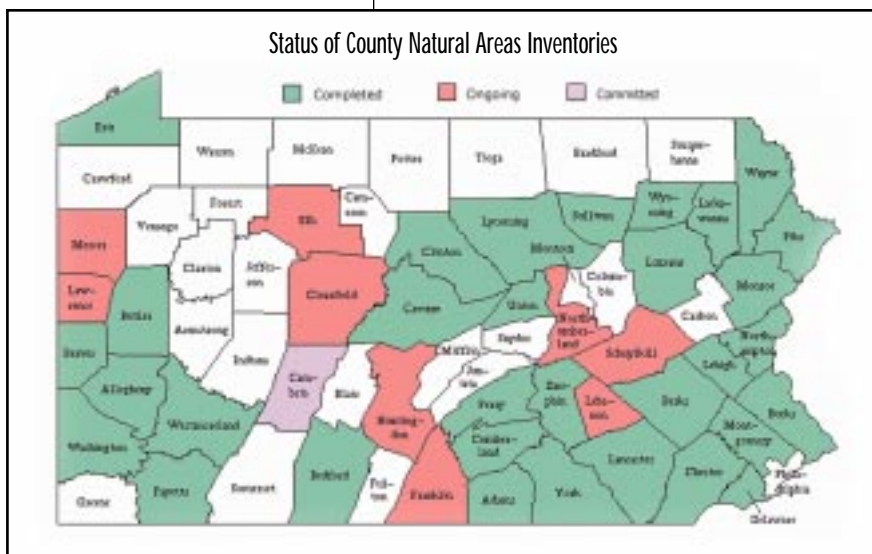 Status of County Natural Areas Inventories
Completed
Ongoing
Committed
Erie
Crawford
Warren
McKean
Potter
Tioga
Bradford
Susque-
hanna
Wayne
Forest
Elk
Cam-
eron
Mercer
Venango
Clarion
Jeffer-
son
Clinton
Lycoming
Sullivan
Wyo-
ming
Lacka-
wanna
Pike
Law-
rence
Butler
Clearfield
Centre
Union
Montour
Colum-
bia
Luzerne
Monroe
Armstrong
Indiana
Snyder
North-
umber-
land
Carbon
Beaver
Cam-
bria
Blair
Mifflin
Jun-
iata
Schuylkill
North-
ampton
Lehigh
Allegheny
Westmoreland
Hunting-
don
Perry
Dau-
phin
Leba-
non
Berks
Bucks
Washington
Cumber-
land
Mont-
gomery
Lancaster
Chester
Phila-
delphia
Greene
Fayette
Somerset
Bedford
Ful-
ton
Franklin
Adams
York
Delaware